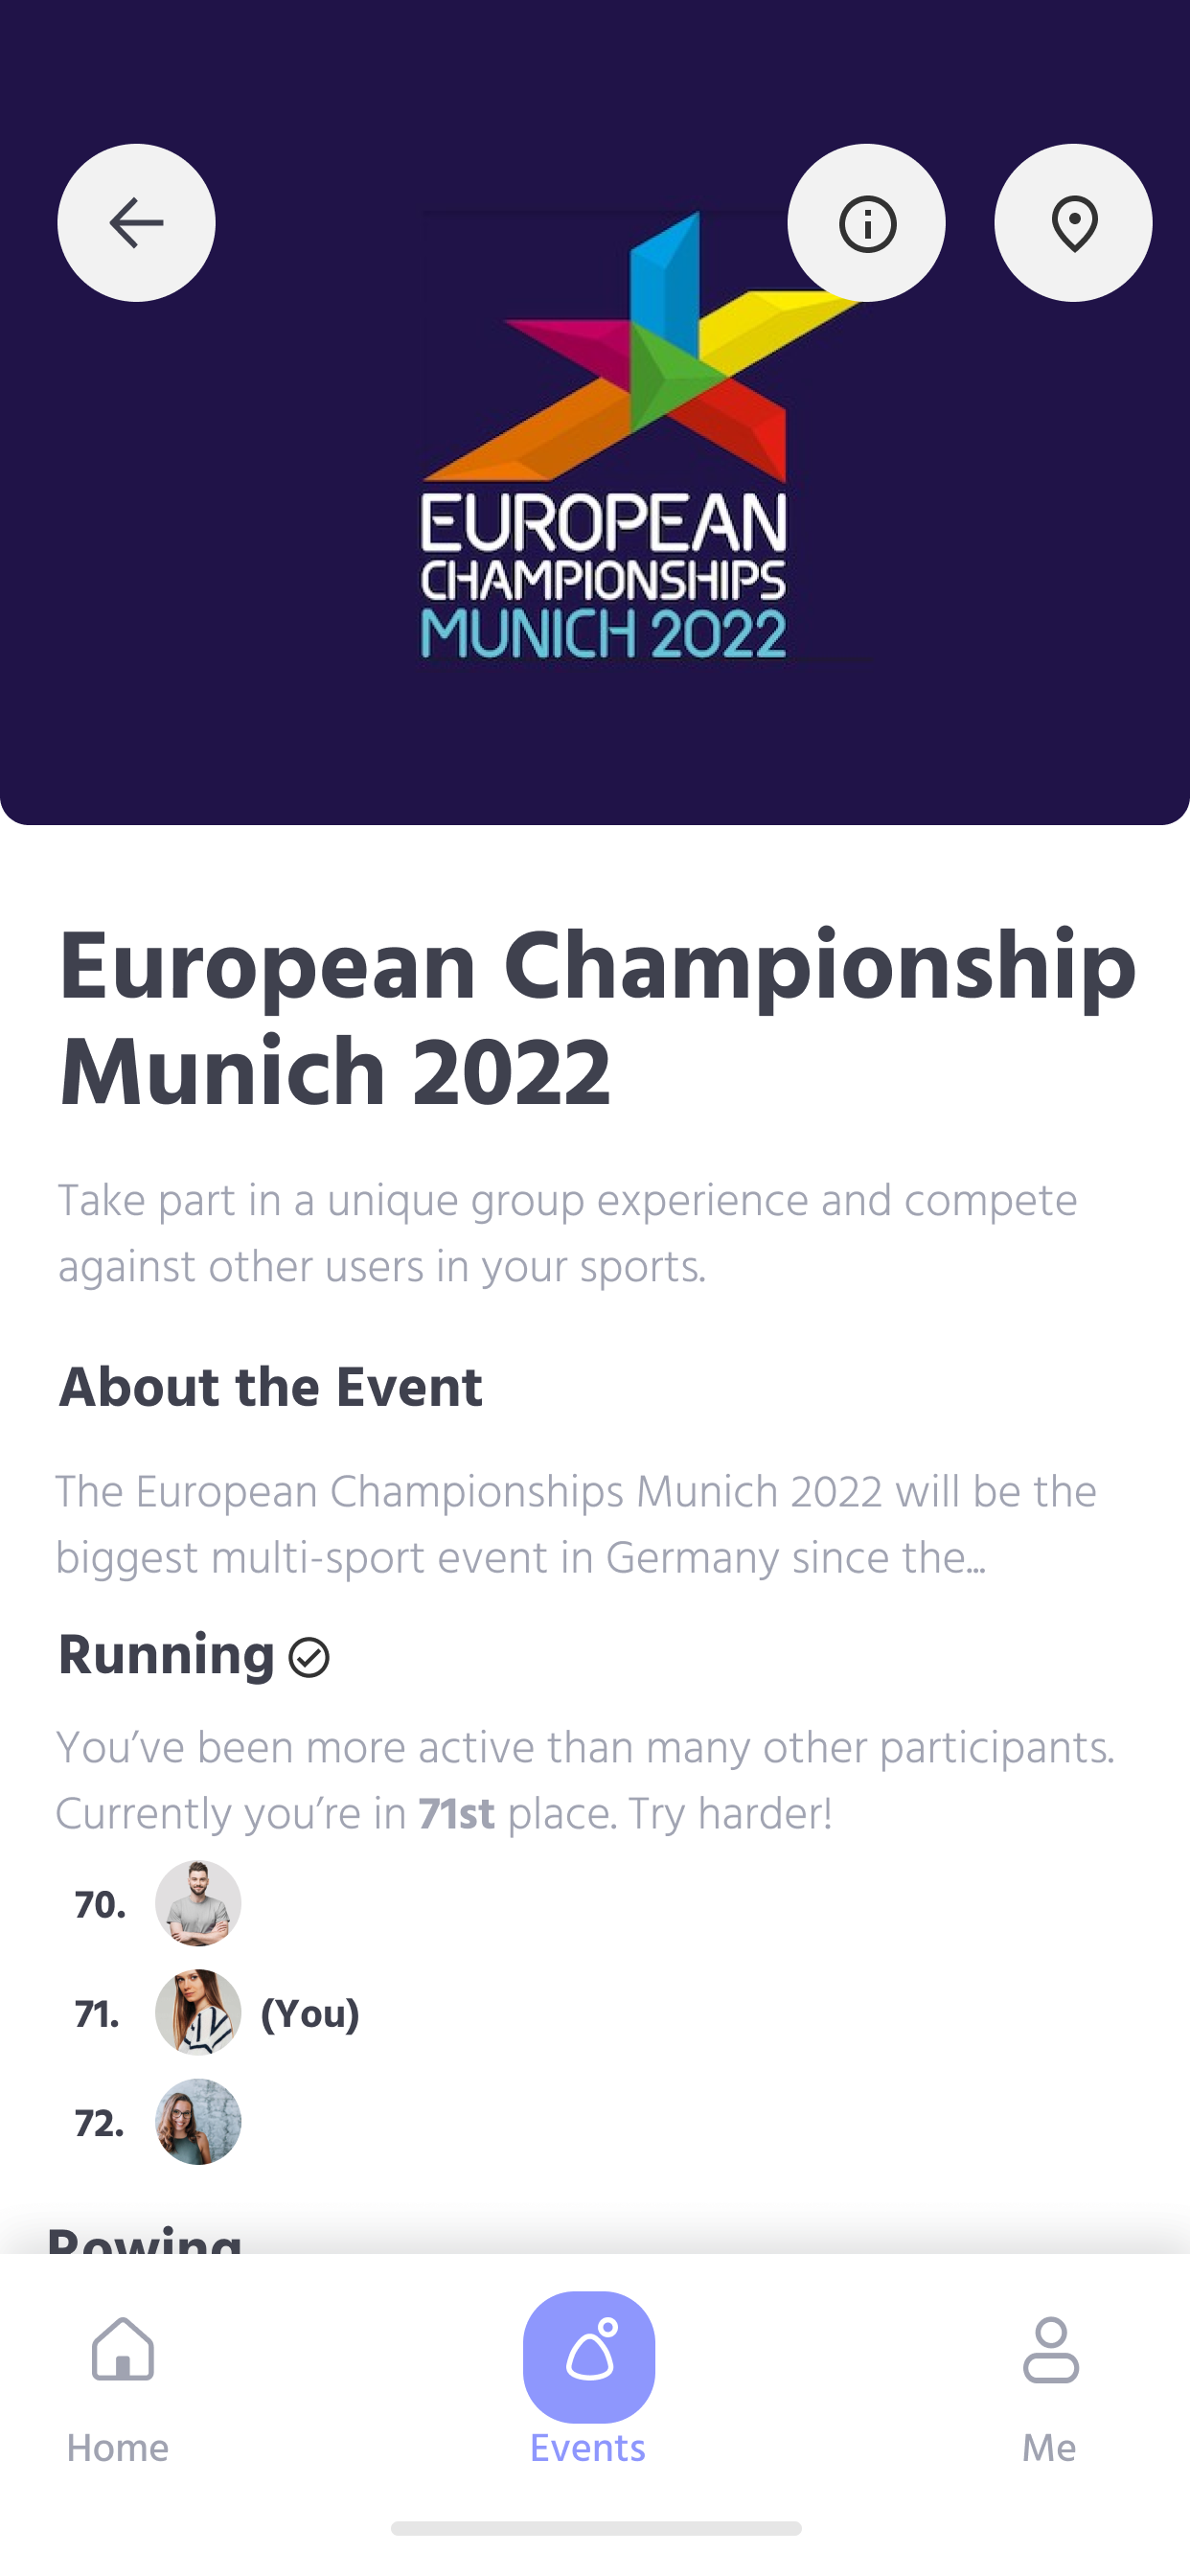 EUROPEAN
CHAMPIONSHIPS
MUNICH 2022
European Championship
Munich 2022
Take part in a unique group experience and compete
against other users in your sports.
About the Event
The European Championships Munich 2022 will be the
biggest multi-sport event in Germany since the...
Running
You’ve been more active than many other participants.
Currently you’re in 71st place. Try harder!
70.
71. (You)
72.
Rowing
Home Events Me